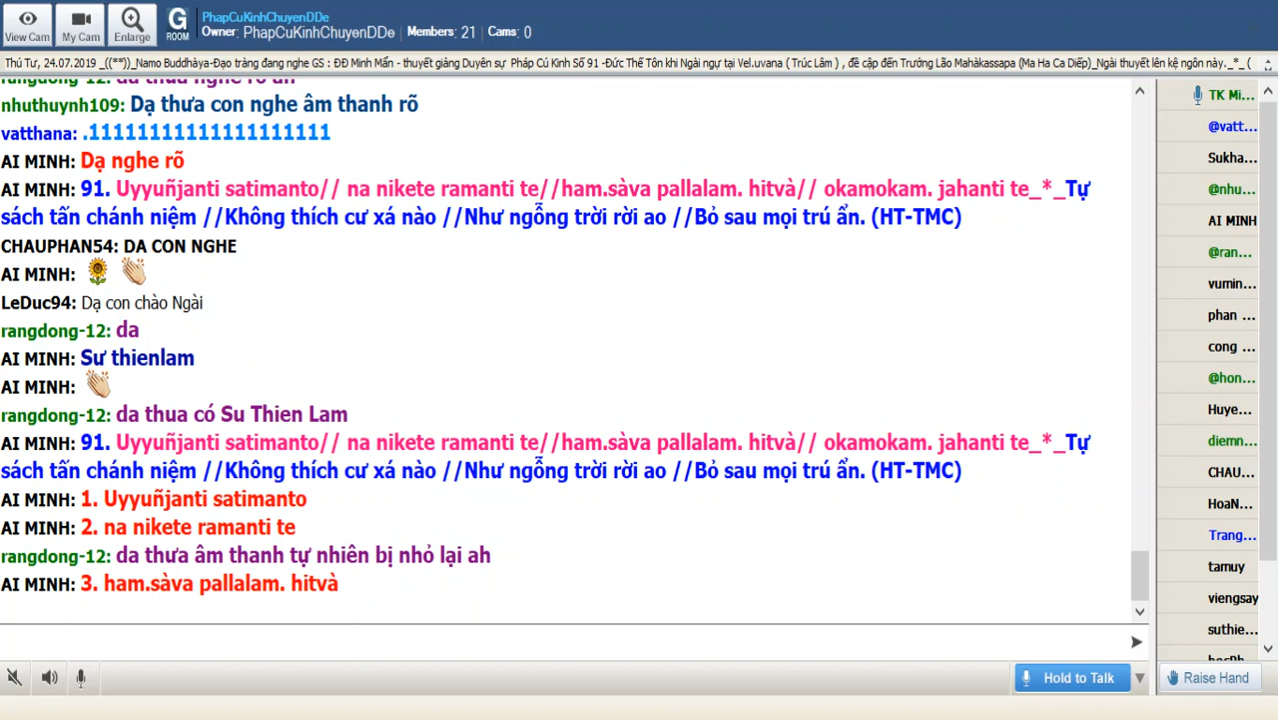 View Cam
My Cam
Enlarge
G
ROOM
PhapCuKinhChuyenDDe
Owner: PhapCuKinhChuyenDDe Members: 21 Cams: 0
Thứ Tư, 24.07.2019 _((**))_Namo Buddhàya-Đạo tràng đang nghe GS : ĐĐ Minh Mẫn - thuyết giảng Duyên sự Pháp Cú Kinh Số 91 -Đức Thế Tôn khi Ngài ngự tại Vel.uvana ( Trúc Lâm ) , đề cập đến Trưởng Lão Mahàkassapa (Ma Ha Ca Diếp)_Ngài thuyết lên kệ ngôn này._*_ (
nhuthuynh109: Dạ thưa con nghe âm thanh rõ
vatthana: .11111111111111111111
AI MINH: Dạ nghe rõ
AI MINH: 91. Uyyuñjanti satimanto// na nikete ramanti te//ham.sàva pallalam. hitvà// okamokam. jahanti te_*_Tự
sách tấn chánh niệm //Không thích cư xá nào //Như ngỗng trời rời ao //Bỏ sau mọi trú ẩn. (HT-TMC)
CHAUPHAN54: DA CON NGHE
AI MINH:
LeDuc94: Dạ con chào Ngài
rangdong-12: da
AI MINH: Sư thienlam
AI MINH:
rangdong-12: da thua có Su Thien Lam
AI MINH: 91. Uyyuñjanti satimanto// na nikete ramanti te//ham.sàva pallalam. hitvà// okamokam. jahanti te_*_Tự
sách tấn chánh niệm //Không thích cư xá nào //Như ngỗng trời rời ao //Bỏ sau mọi trú ẩn. (HT-TMC)
AI MINH: 1. Uyyuñjanti satimanto
AI MINH: 2. na nikete ramanti te
rangdong-12: da thưa âm thanh tự nhiên bị nhỏ lại ah
AI MINH: 3. ham.sàva pallalam. hitvà
TK Mi...
@vatt...
Sukha...
@nhu...
AI MINH
@ran...
vumin...
phan ...
cong ...
@hon...
Huye...
diemn...
CHAU...
HoaN...
Trang...
tamuy
viengsay
suthie...
Hold to Talk
Raise Hand